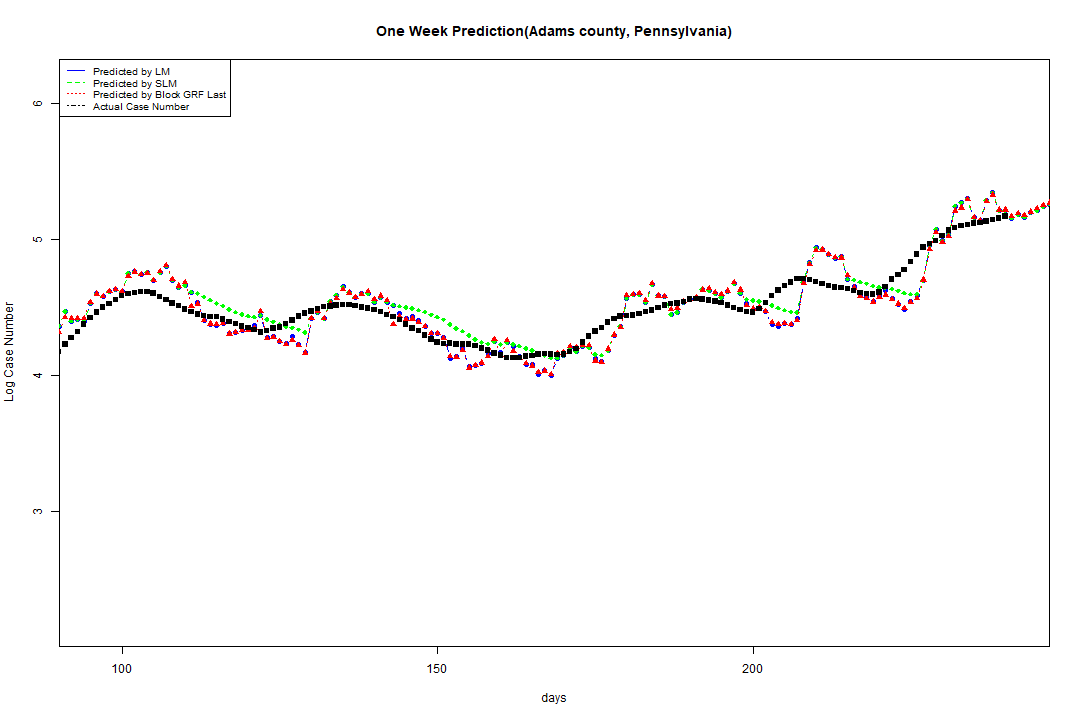 One Week Prediction(Adams county, Pennsylvania)
Predicted by LM
Predicted by SLM
Predicted by Block GRF Last
Actual Case Number
6
5
4
3
Log Case Number
100
150
200
days